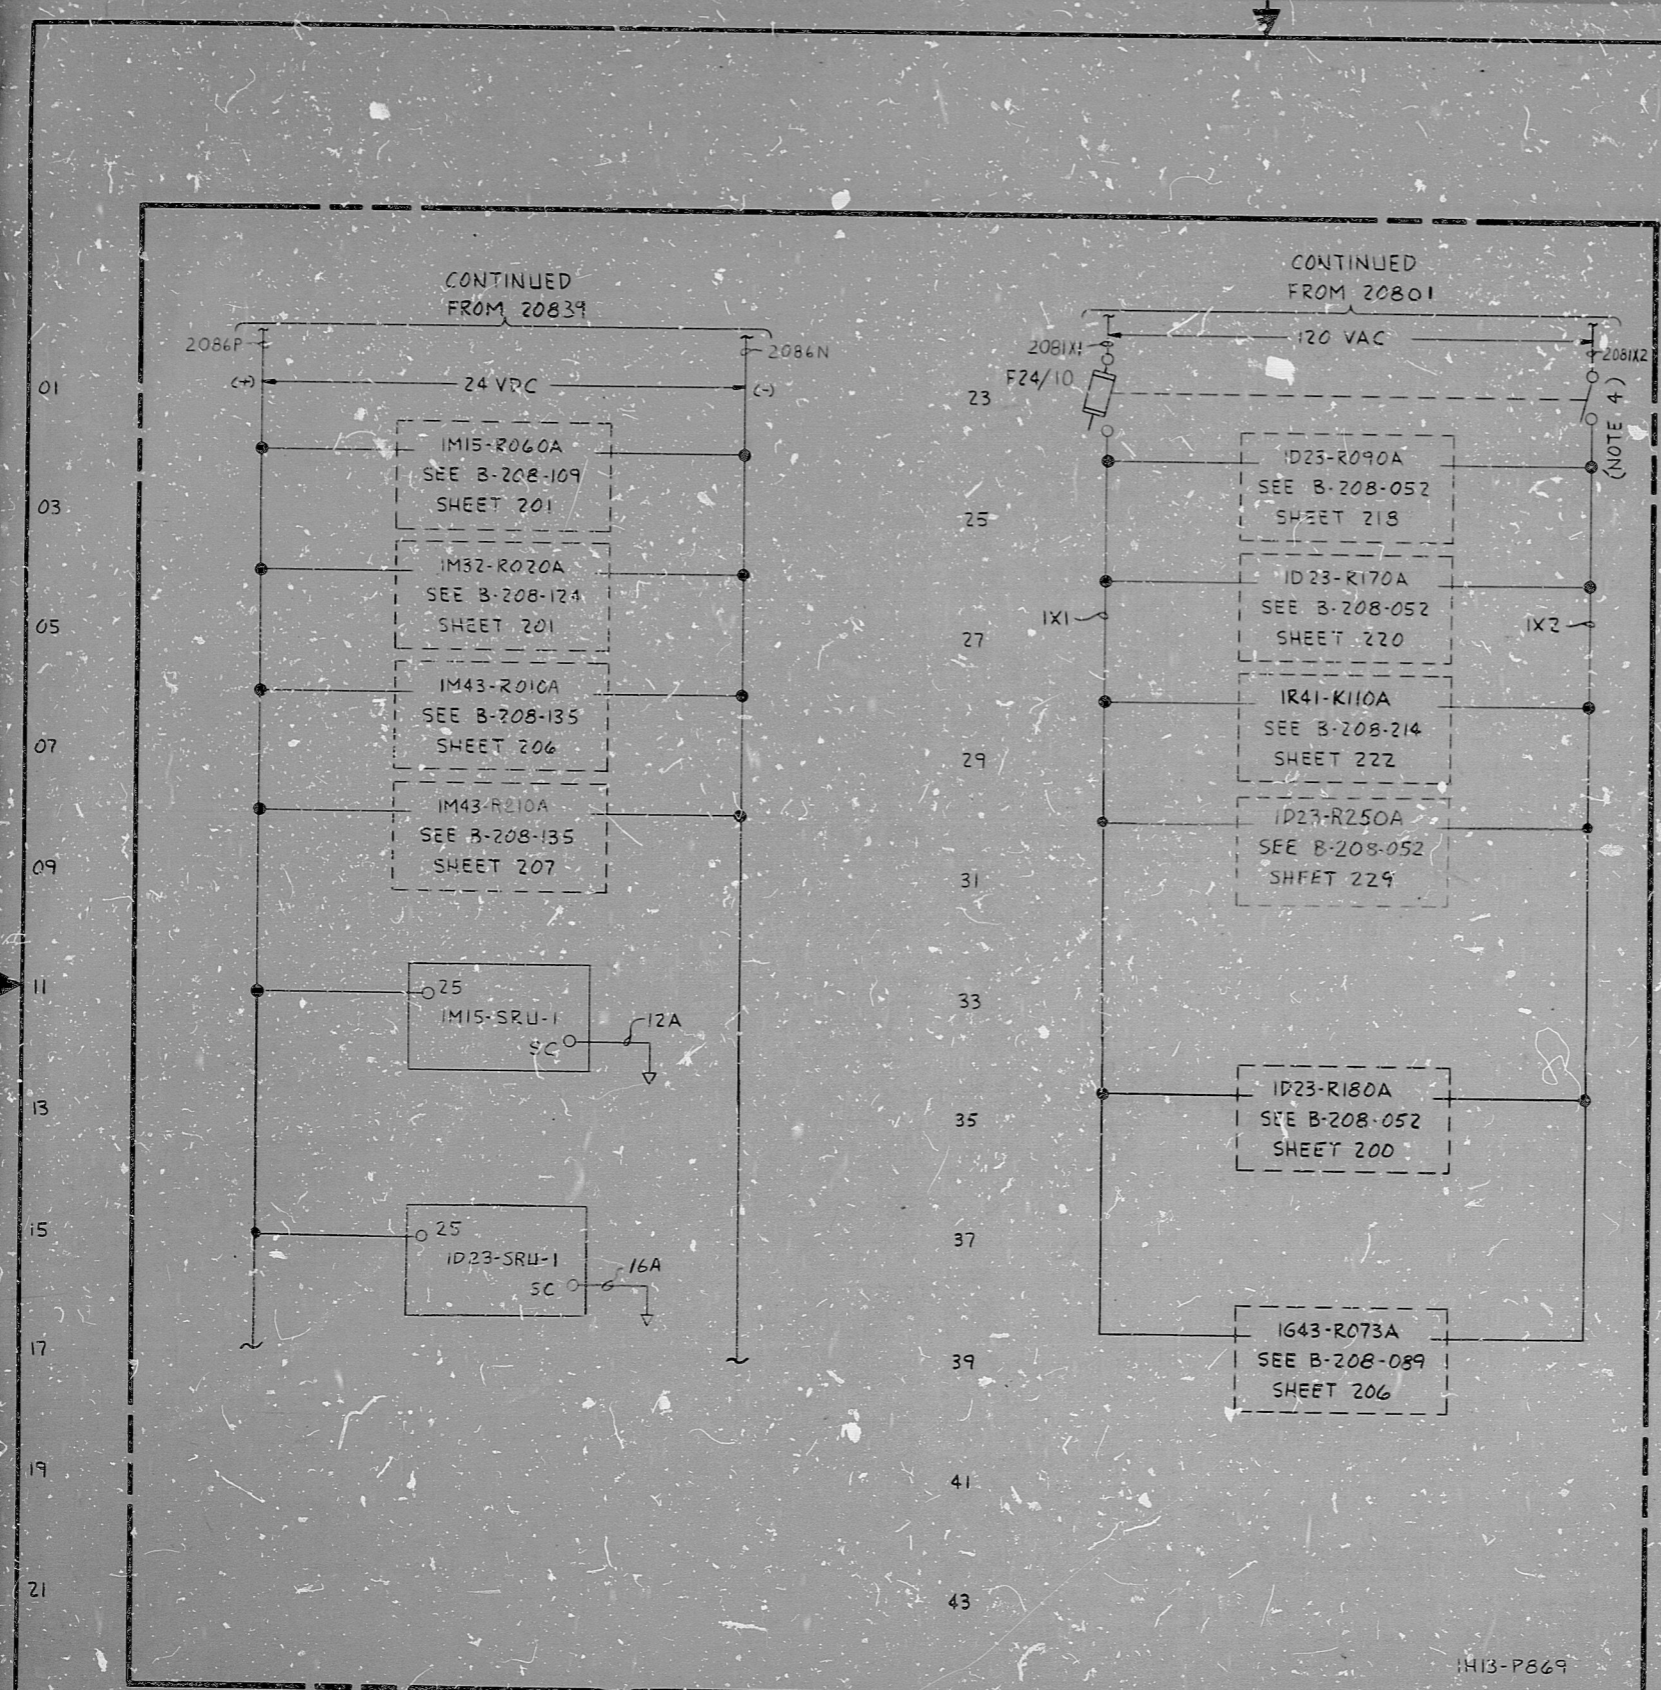 CONTINUED
FROM 20839
2086P
2086N
(+)
24 VDC
(-)
01
1M15-R060A
SEE B-208-109
SHEET 201
03
1M32-R020A
SEE B-208-124
SHEET 201
05
1M43-R010A
SEE B-208-135
SHEET 206
07
1M43-R210A
SEE B-208-135
SHEET 207
09
11
25
1M15-SRU-1
SC
12A
13
15
25
1D23-SRU-1
SC
16A
17
19
21
CONTINUED
FROM 20801
2081X1
120 VAC
2081X2
F24/10
23
(NOTE 4)
1D23-R090A
SEE B-208-052
SHEET 218
25
1D23-R170A
SEE B-208-052
SHEET 220
1X1
1X2
27
1R41-K110A
SEE B-208-214
SHEET 222
29
1D23-R250A
SEE B-208-052
SHEET 229
31
33
1D23-R180A
SEE B-208-052
SHEET 200
35
37
1G43-R073A
SEE B-208-089
SHEET 206
39
41
43
1H13-P869